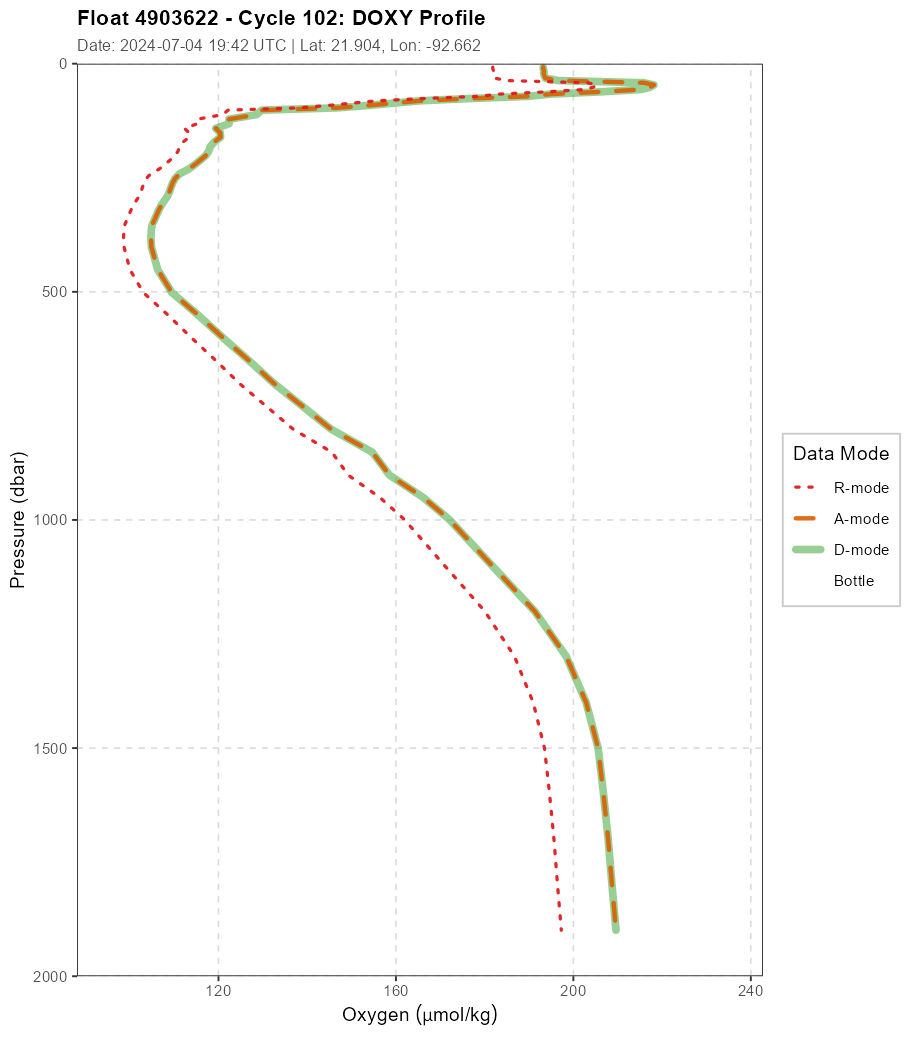 Float 4903622 - Cycle 102: DOXY Profile
Date: 2024-07-04 19:42 UTC | Lat: 21.904, Lon: -92.662
0
500
1000
1500
2000
Pressure (dbar)
120
160
200
240
Oxygen (μmol/kg)
Data Mode
R-mode
A-mode
D-mode
Bottle